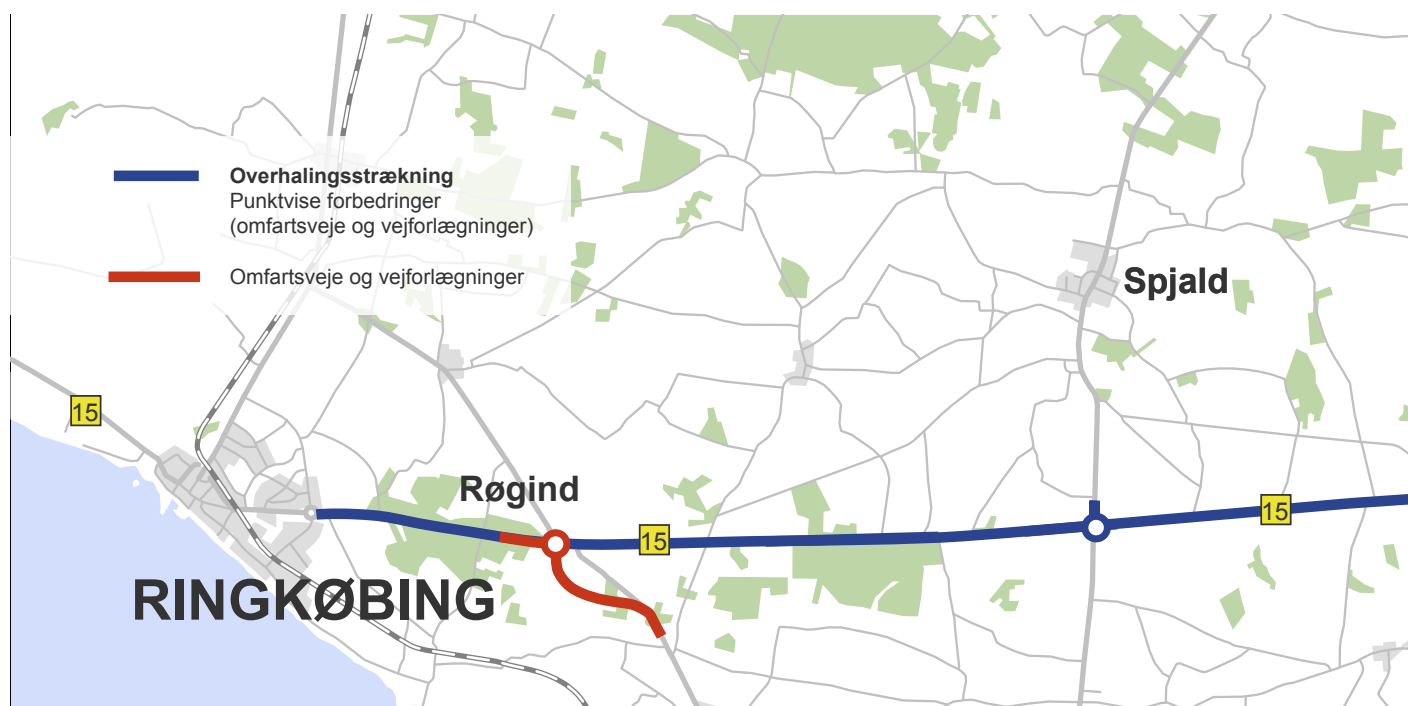 Overhalingsstrækning
Punktvise forbedringer
(omfartsveje og vejforlægninger)
Omfartsveje og vejforlægninger
Spjald
15
Røgind
15
15
RINGKØBING